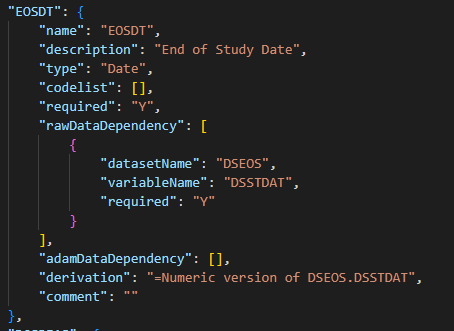 "EOSDT": {
"name": "EOSDT",
"description": "End of Study Date",
"type": "Date",
"codelist": [],
"required": "Y",
"rawDataDependency": [
{
"datasetName": "DSEOS",
"variableName": "DSSTDAT",
"required": "Y"
}
],
"adamDataDependency": [],
"derivation": "=Numeric version of DSEOS.DSSTDAT",
"comment": ""
},